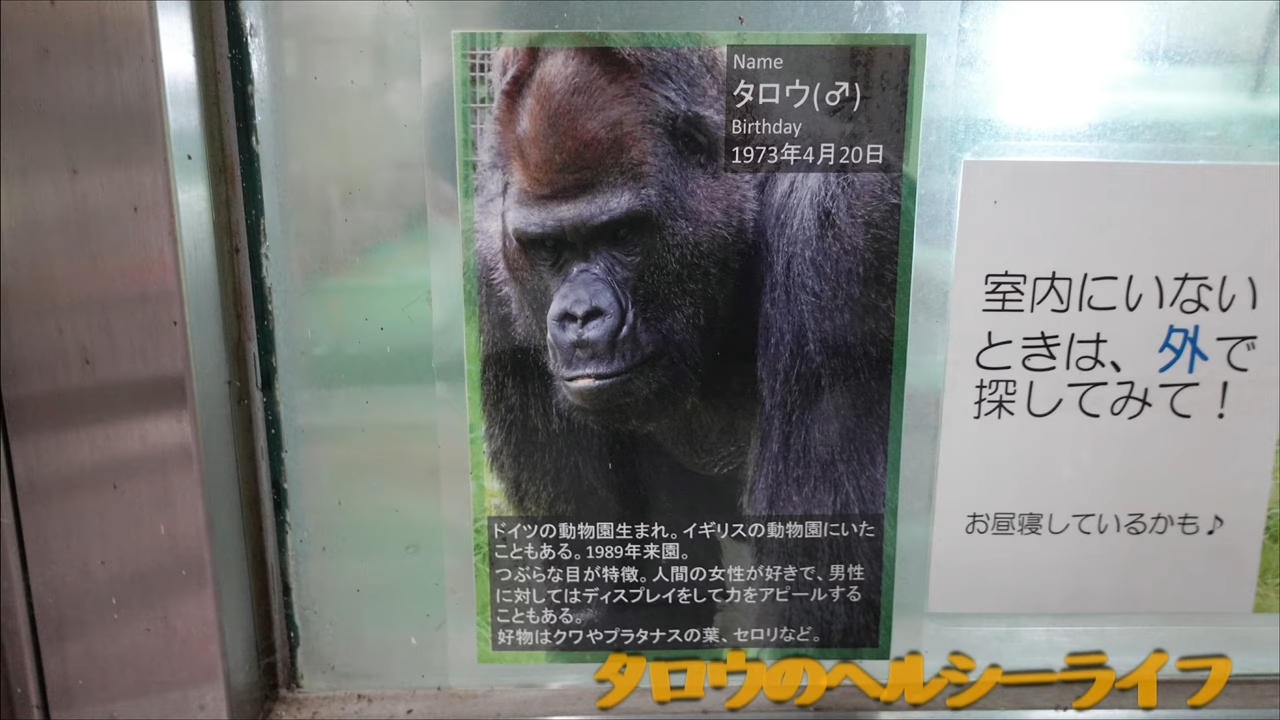 Name
タロウ(♂)
Birthday
1973年4月20日
ドイツの動物園生まれ。イギリスの動物園にいた
こともある。1989年来園。
つぶらな目が特徴。人間の女性が好きで、男性
に対してはディスプレイをして力をアピールする
こともある。
好物はクワやプラタナスの葉、セロリなど。
室内にいない
ときは、外で
探してみて！
お昼寝しているかも♪
タロウのヘルシーライフ